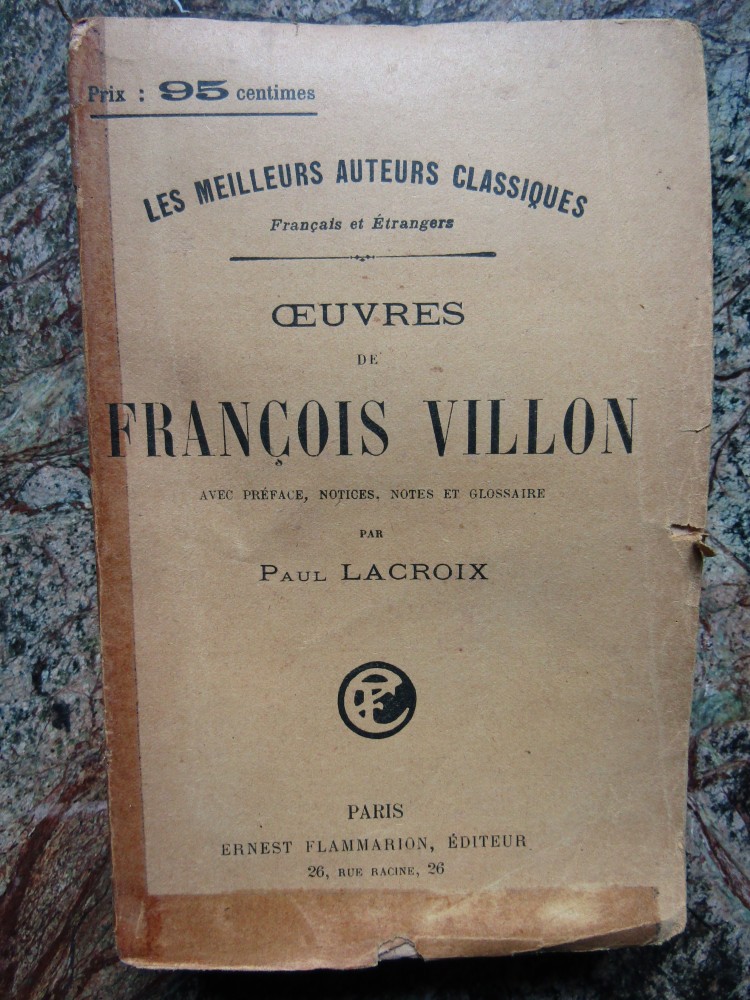 Prix : 95 centimes
LES MEILLEURS AUTEURS CLASSIQUES
Français et Étrangers
ŒUVRES
DE
FRANÇOIS VILLON
AVEC PRÉFACE, NOTICES, NOTES ET GLOSSAIRE
PAR
PAUL LACROIX
PARIS
ERNEST FLAMMARION, ÉDITEUR
26, RUE RACINE, 26